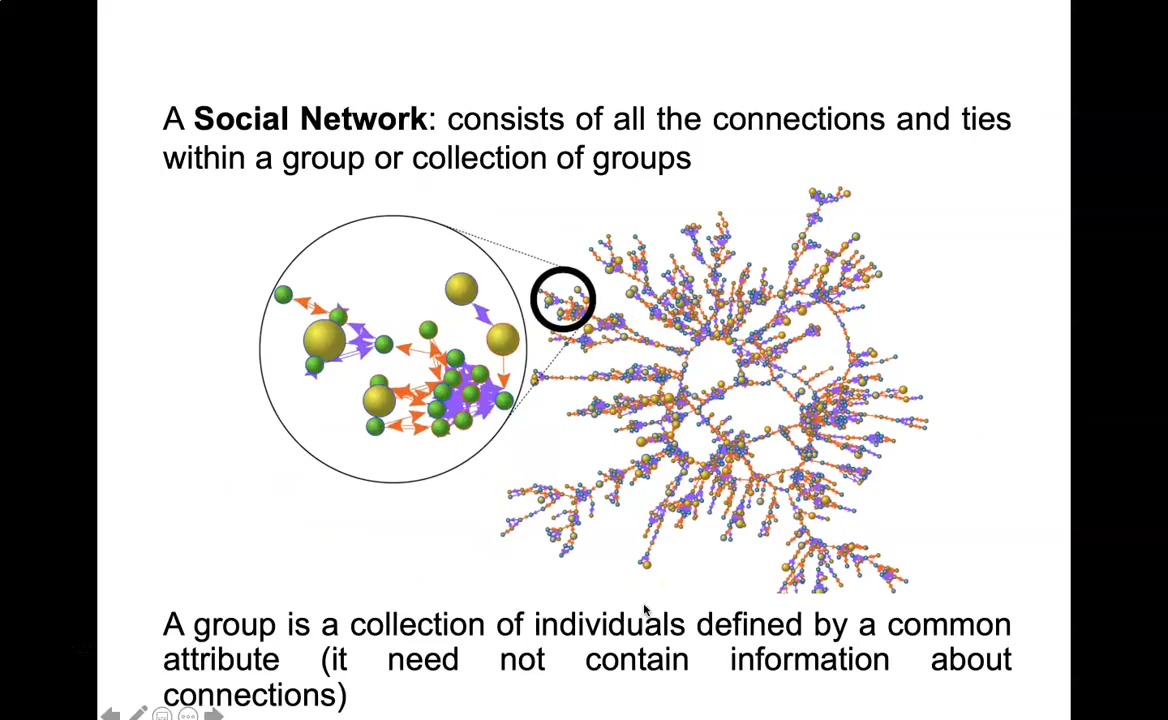 A Social Network: consists of all the connections and ties
within a group or collection of groups
A group is a collection of individuals defined by a common
attribute (it need not contain information about
connections)